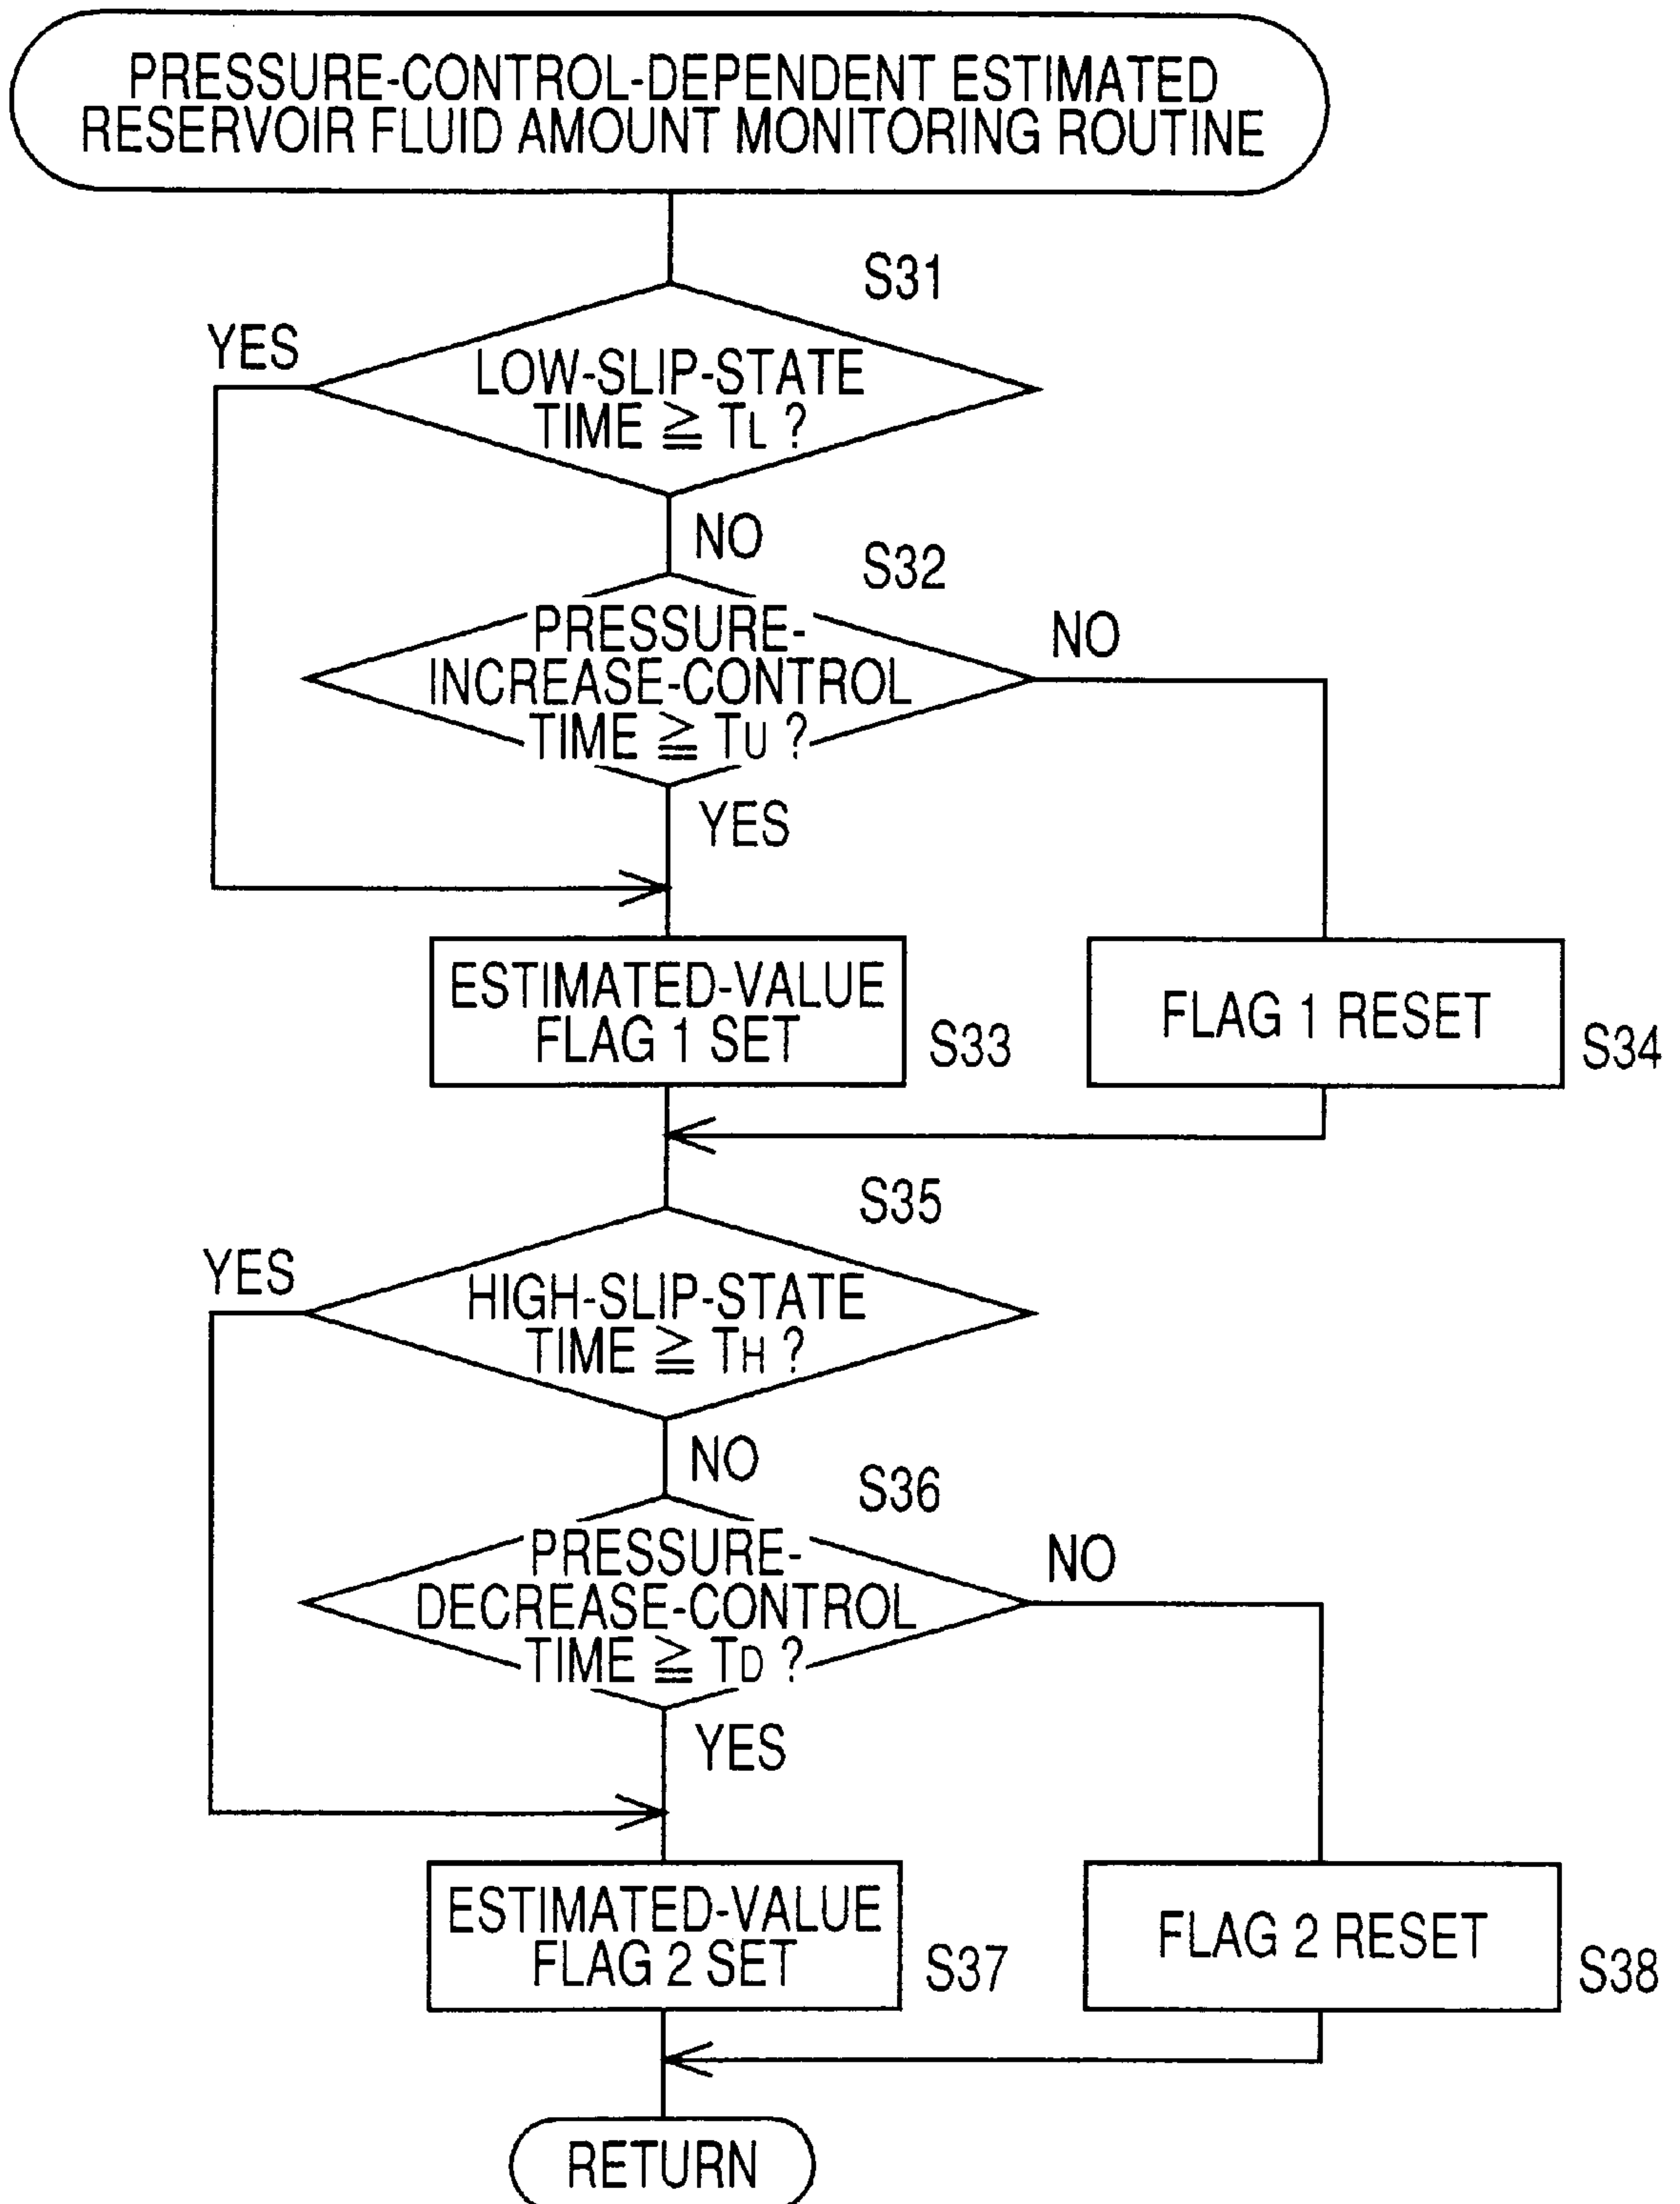 PRESSURE-CONTROL-DEPENDENT ESTIMATED
RESERVOIR FLUID AMOUNT MONITORING ROUTINE
S31
YES
LOW-SLIP-STATE
TIME ≧ TL ?
NO
S32
PRESSURE-
INCREASE-CONTROL
TIME ≧ TU ?
NO
YES
ESTIMATED-VALUE
FLAG 1 SET
S33
FLAG 1 RESET
S34
S35
YES
HIGH-SLIP-STATE
TIME ≧ TH ?
NO
S36
PRESSURE-
DECREASE-CONTROL
TIME ≧ TD ?
NO
YES
ESTIMATED-VALUE
FLAG 2 SET
S37
FLAG 2 RESET
S38
RETURN